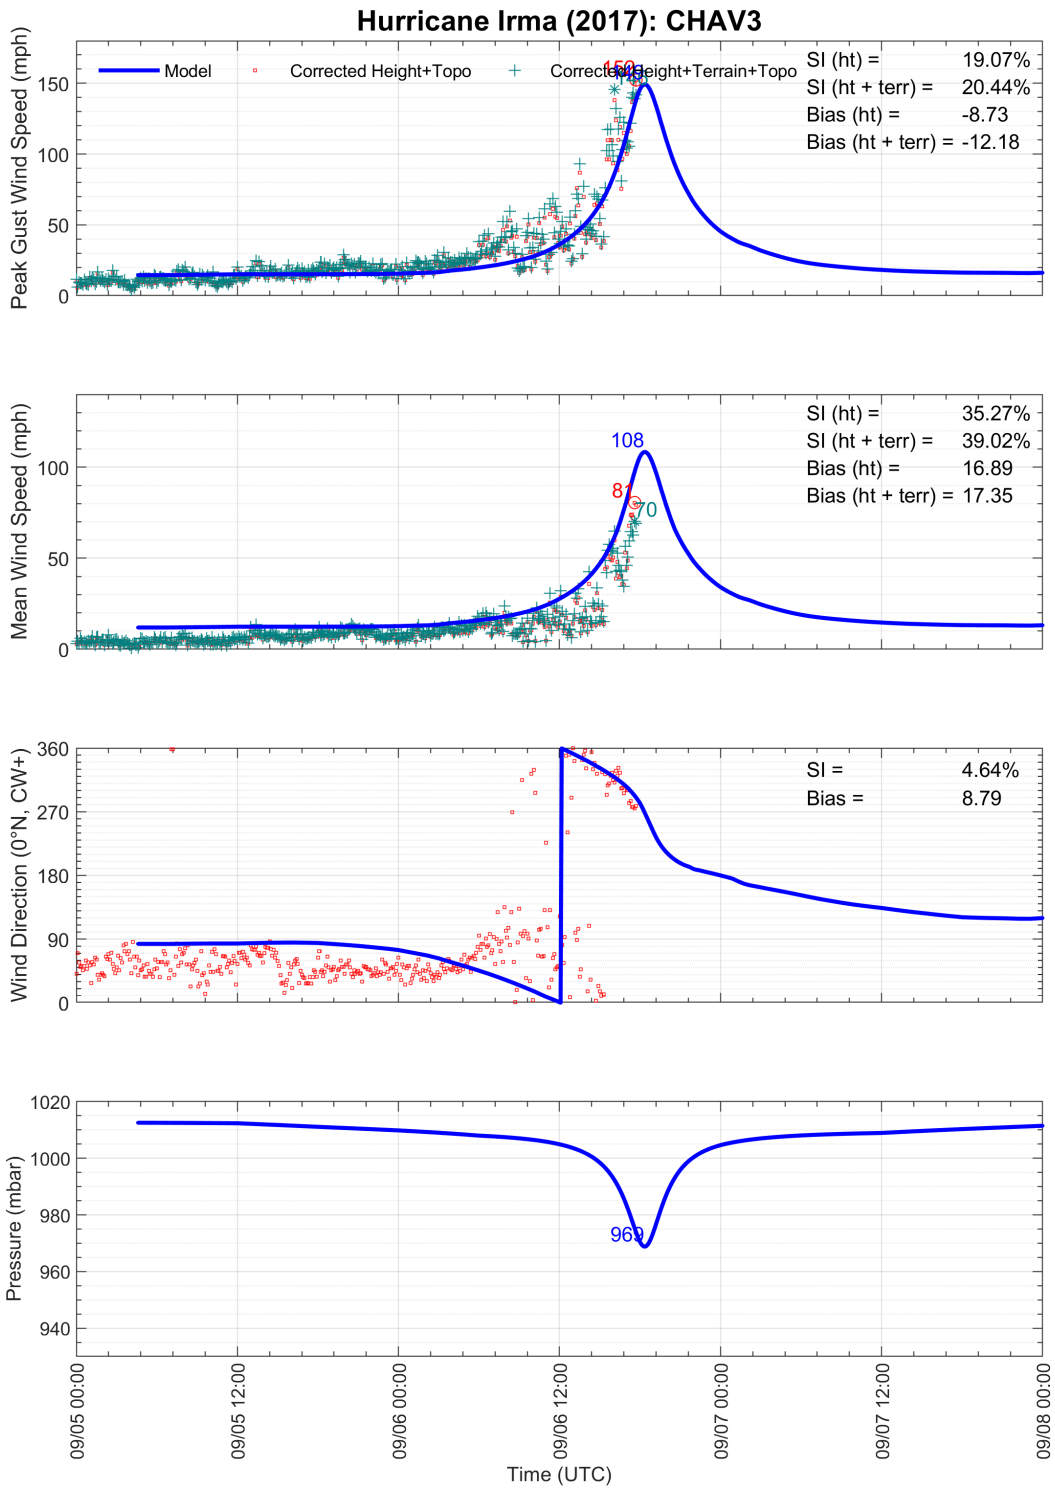 Hurricane Irma (2017): CHAV3
Peak Gust Wind Speed (mph)
150
100
50
0
Model
Corrected Height+Topo
Corrected Height+Terrain+Topo
149
SI (ht) = 19.07%
SI (ht + terr) = 20.44%
Bias (ht) = -8.73
Bias (ht + terr) = -12.18
Mean Wind Speed (mph)
100
50
0
108
81
70
SI (ht) = 35.27%
SI (ht + terr) = 39.02%
Bias (ht) = 16.89
Bias (ht + terr) = 17.35
Wind Direction (0°N, CW+)
360
270
180
90
0
SI = 4.64%
Bias = 8.79
Pressure (mbar)
1020
1000
980
960
940
969
09/05 00:00
09/05 12:00
09/06 00:00
09/06 12:00
09/07 00:00
09/07 12:00
09/08 00:00
Time (UTC)